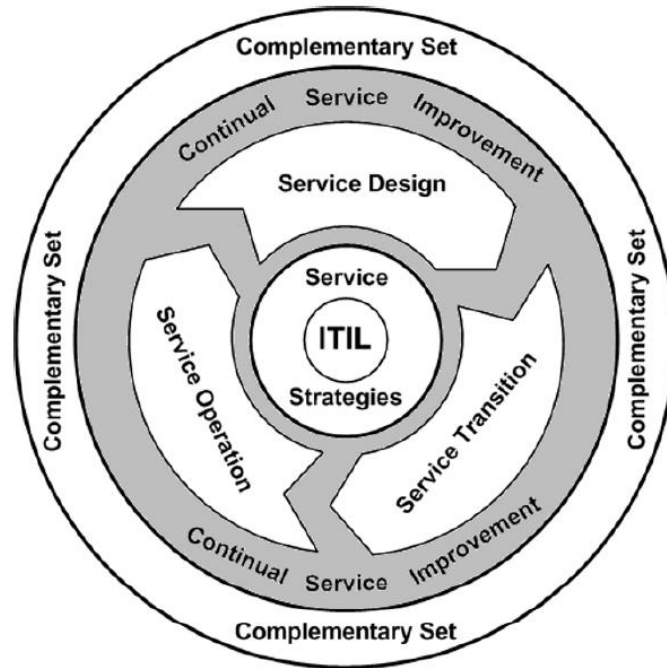 Complementary Set
Continual Service Improvement
Service Design
Complementary Set
Service
ITIL
Strategies
Complementary Set
Service Operation
Service Transition
Continual Service Improvement
Complementary Set